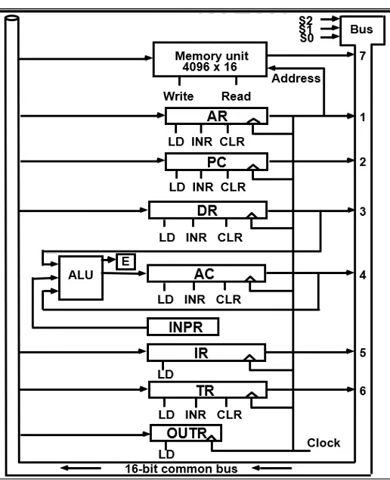 S2
S1
S0
Bus
Memory unit
4096 x 16
7
Address
Write Read
AR
1
LD INR CLR
PC
2
LD INR CLR
DR
3
LD INR CLR
E
ALU
AC
4
LD INR CLR
INPR
IR
5
LD
TR
6
LD INR CLR
OUTR
Clock
LD
16-bit common bus